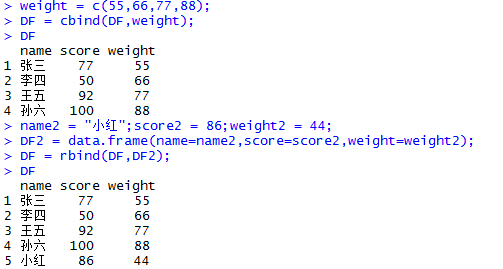 > weight = c(55,66,77,88);
> DF = cbind(DF,weight);
> DF
  name score weight
1 张三    77     55
2 李四    50     66
3 王五    92     77
4 孙六   100     88
> name2 = "小红";score2 = 86;weight2 = 44;
> DF2 = data.frame(name=name2,score=score2,weight=weight2);
> DF = rbind(DF,DF2);
> DF
  name score weight
1 张三    77     55
2 李四    50     66
3 王五    92     77
4 孙六   100     88
5 小红    86     44